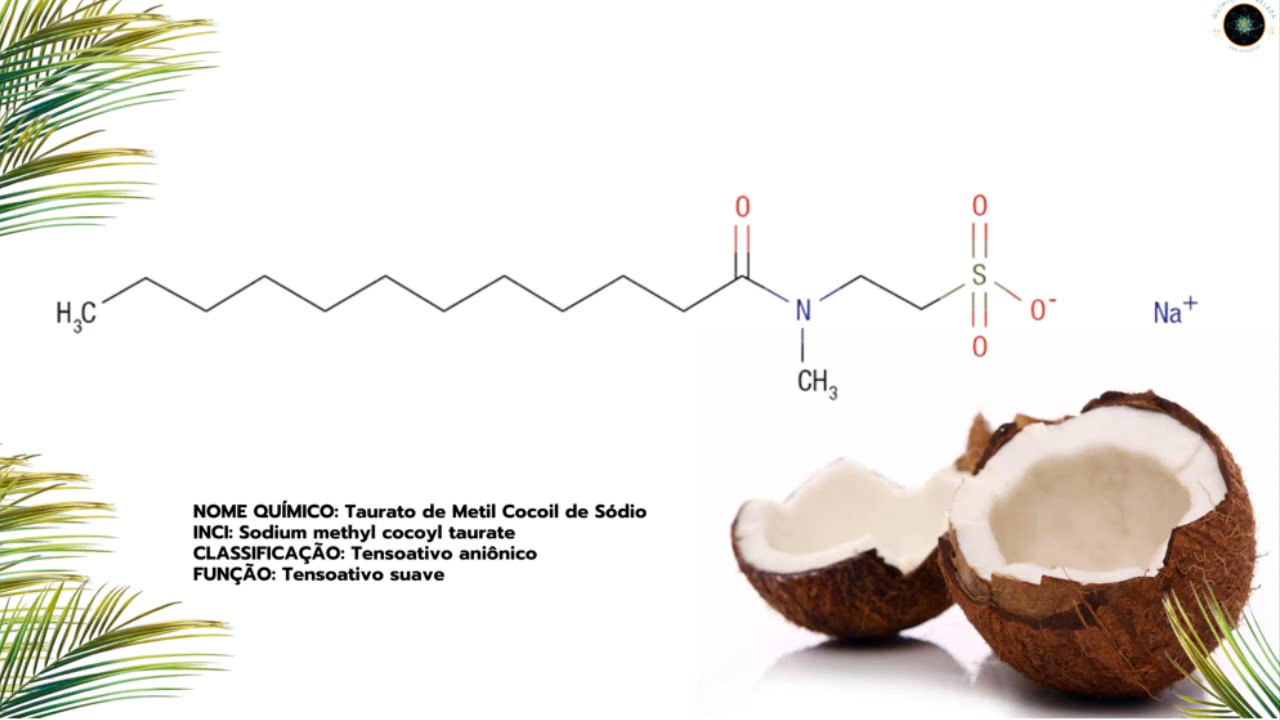 O
O
S
H₃C
N
O⁻
Na⁺
O
CH₃
NOME QUÍMICO: Taurato de Metil Cocoil de Sódio
INCI: Sodium methyl cocoyl taurate
CLASSIFICAÇÃO: Tensoativo aniônico
FUNÇÃO: Tensoativo suave